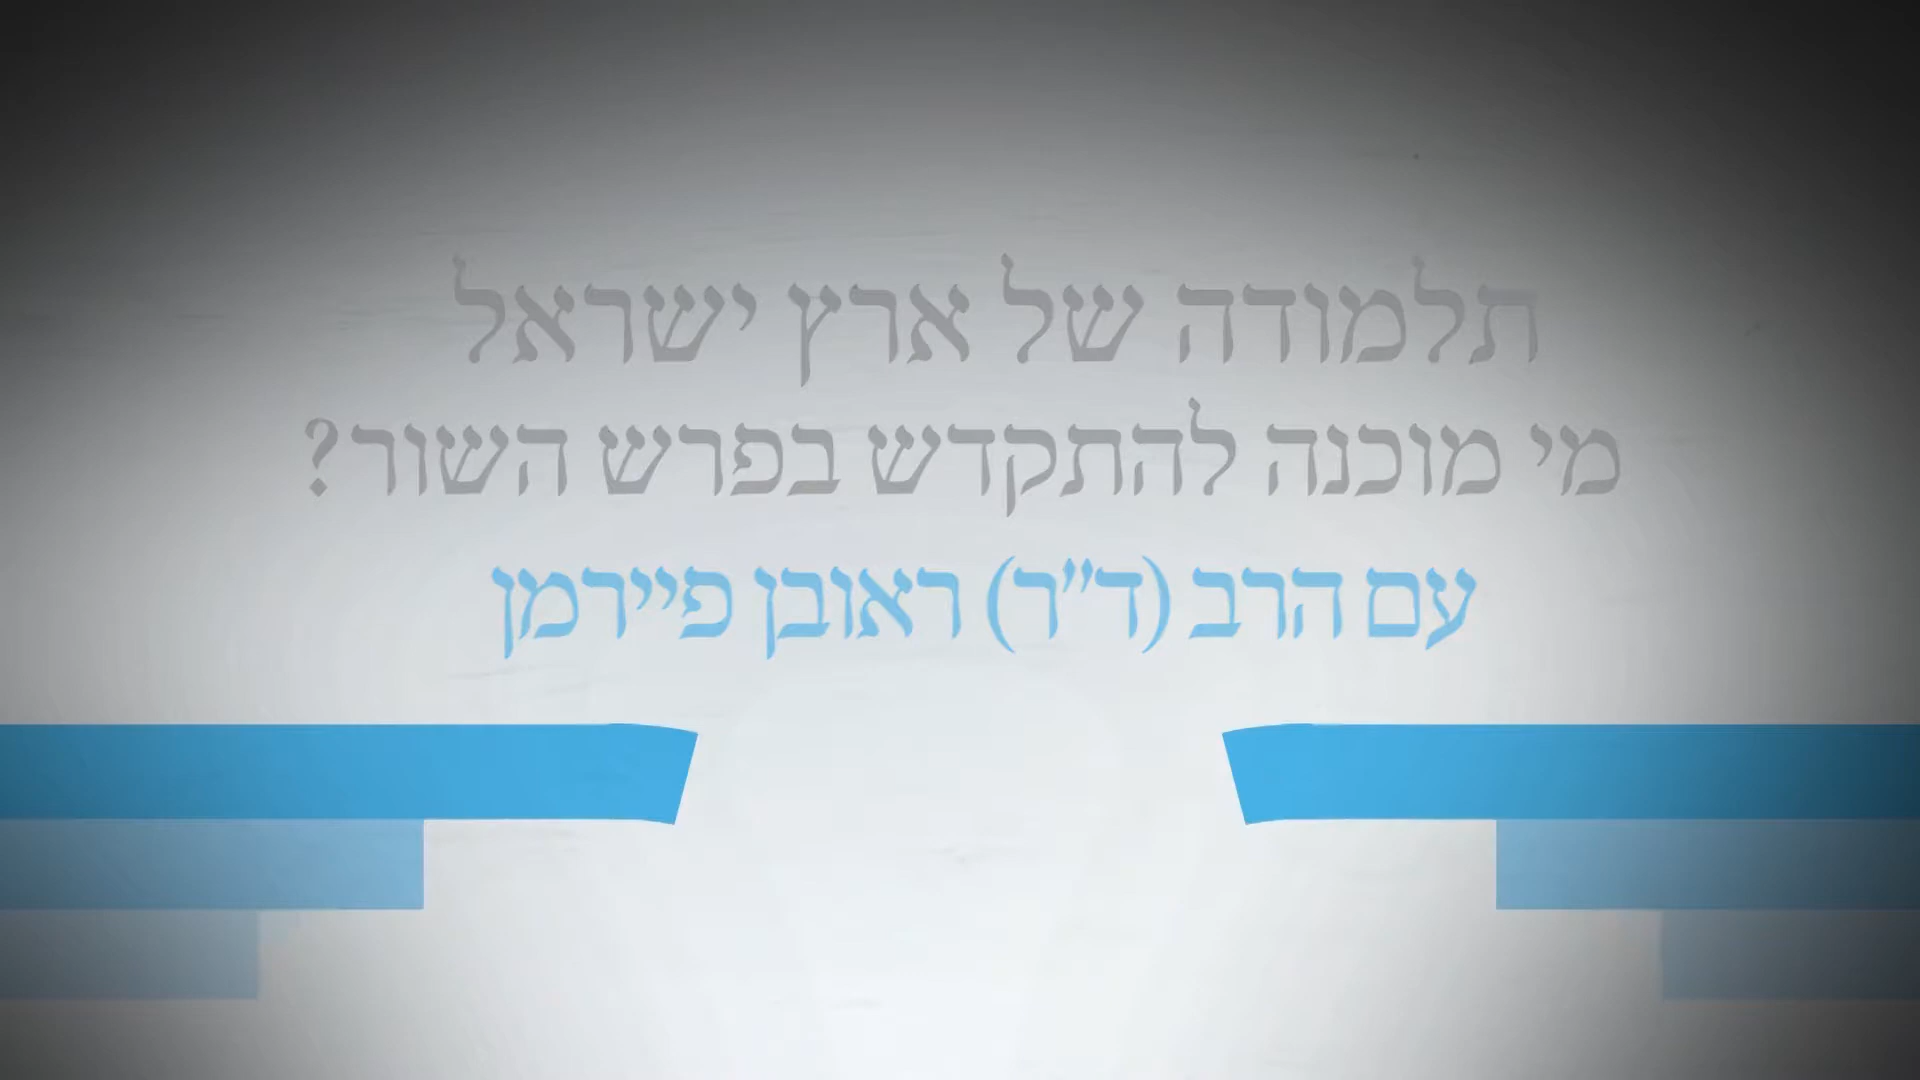 תלמודה של ארץ ישראל
מי מוכנה להתקדש בפרש השור?
עם הרב (ד"ר) ראובן פיירמן